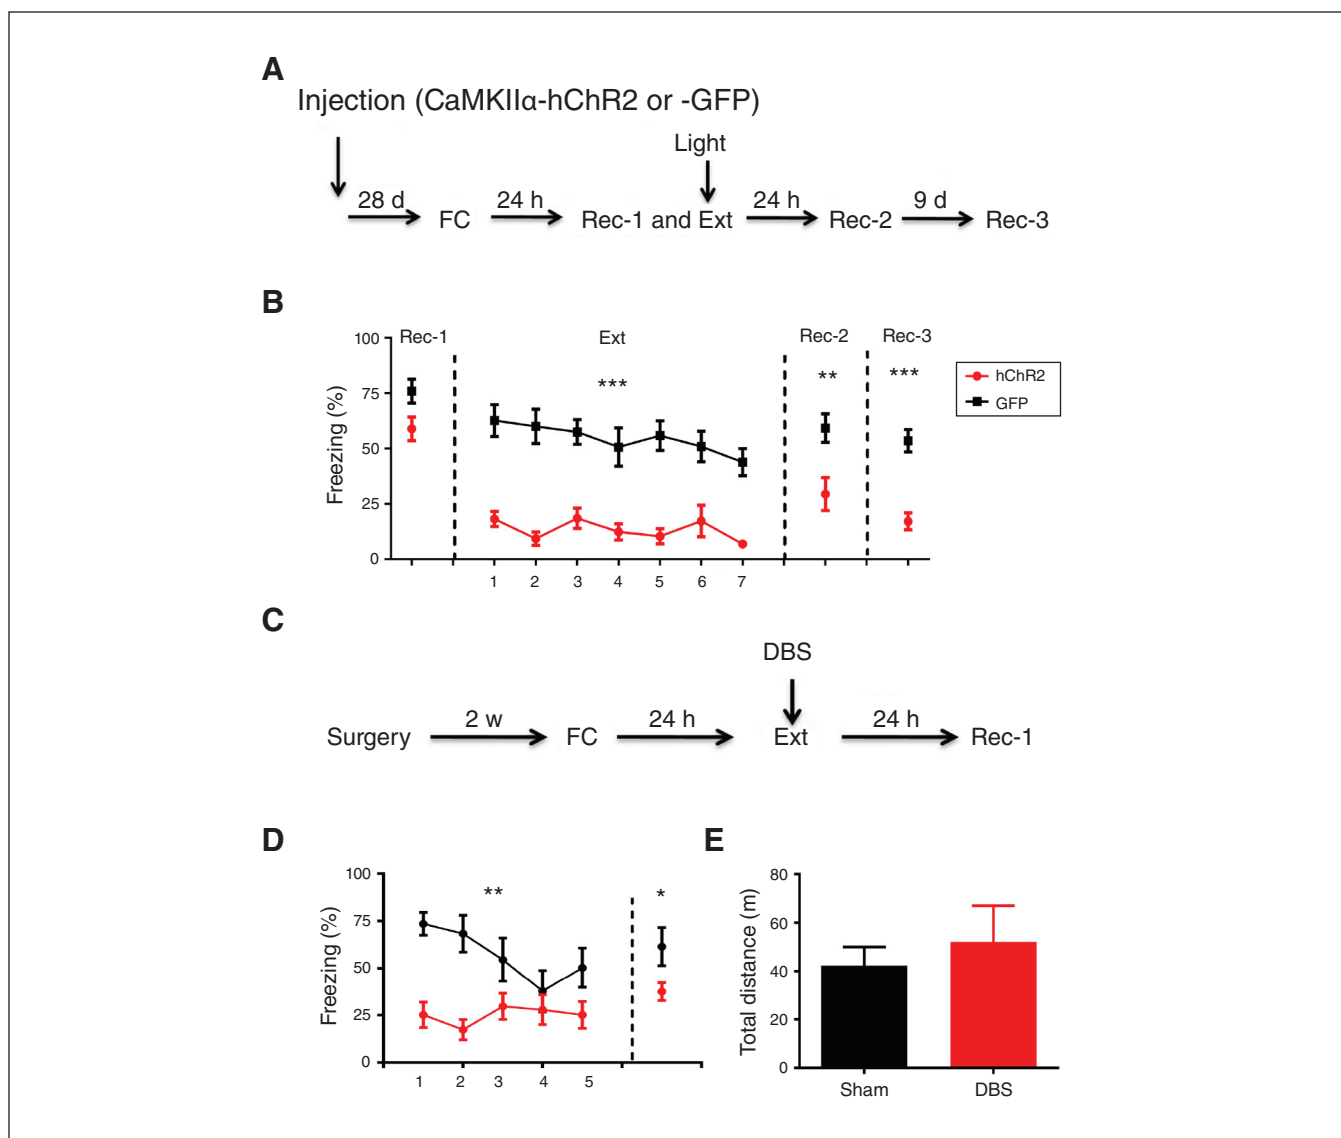 A
Injection (CaMKIIα-hChR2 or -GFP)
Light
28 d
24 h
24 h
9 d
FC
Rec-1 and Ext
Rec-2
Rec-3
B
Rec-1
Ext
Rec-2
Rec-3
***
**
***
hChR2
GFP
Freezing (%)
100
75
50
25
0
1 2 3 4 5 6 7
C
DBS
2 w
24 h
24 h
Surgery
FC
Ext
Rec-1
D
**
*
Freezing (%)
100
75
50
25
0
1 2 3 4 5
E
Total distance (m)
80
60
40
20
0
Sham DBS